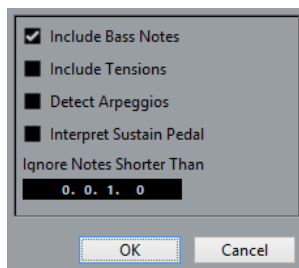 Include Bass Notes
Include Tensions
Detect Arpeggios
Interpret Sustain Pedal
Ignore Notes Shorter Than
0. 0. 1. 0
OK Cancel